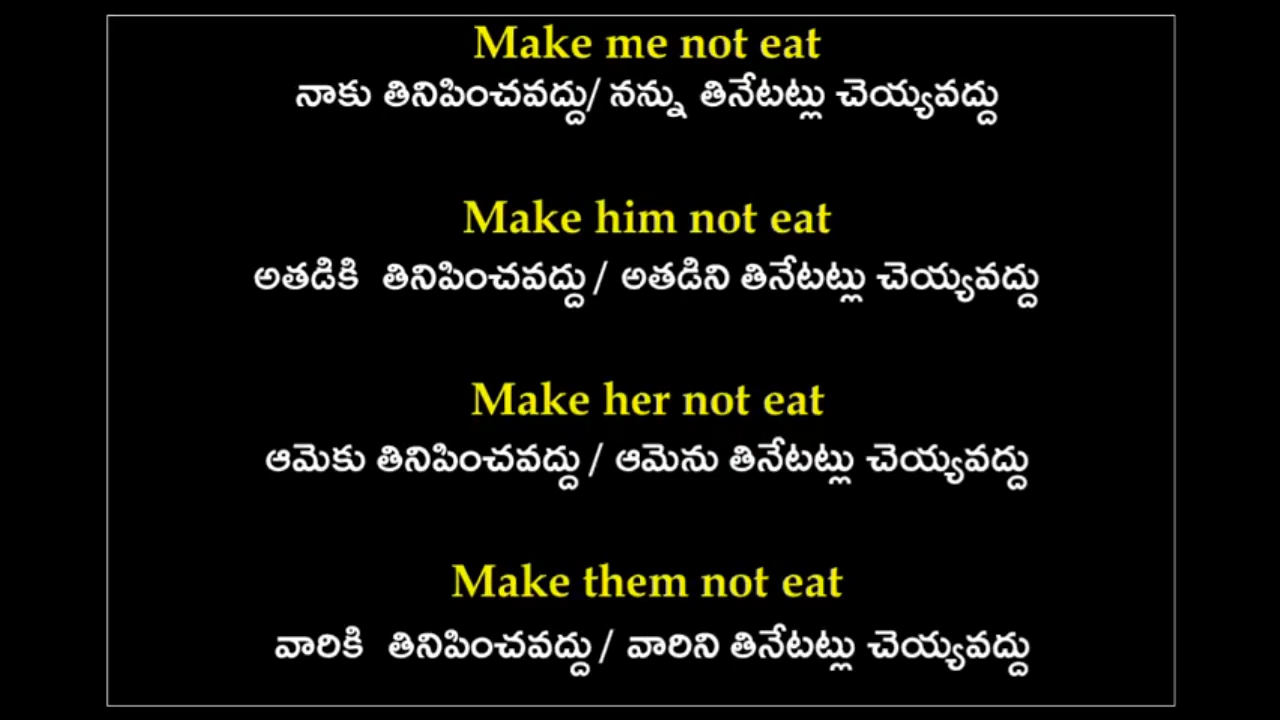 Make me not eat
నాకు తినిపించవద్దు/ నన్ను తినేటట్లు చెయ్యవద్దు
Make him not eat
అతడికి తినిపించవద్దు / అతడిని తినేటట్లు చెయ్యవద్దు
Make her not eat
ఆమెకు తినిపించవద్దు / ఆమెను తినేటట్లు చెయ్యవద్దు
Make them not eat
వారికి తినిపించవద్దు / వారిని తినేటట్లు చెయ్యవద్దు